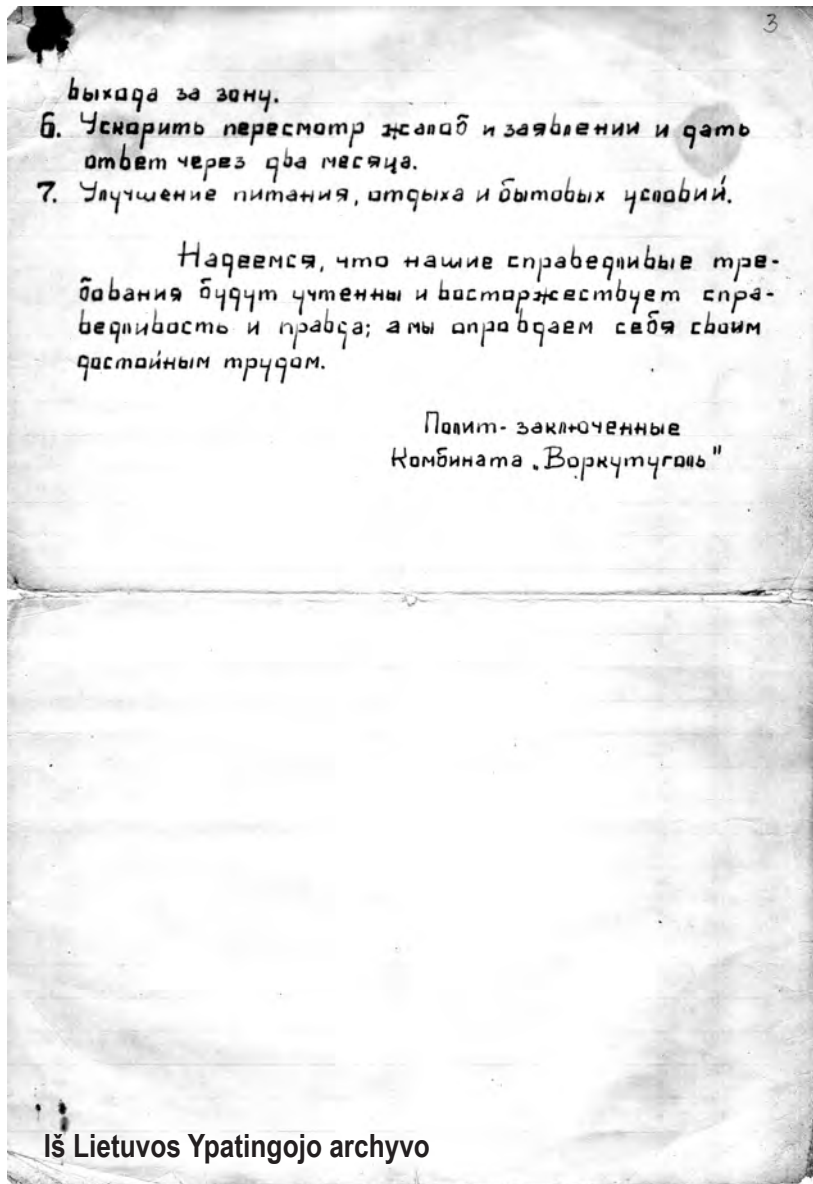 3
выхода за зону.
6. Ускорить пересмотр жалоб и заявлении и дать
ответ через два месяца.
7. Улучшение питания, отдыха и бытовых условий.
Надеемся, что нашие справедливые тре-
бования будут учтенны и восторжествует спра-
ведливость и правда; а мы оправдаем себя своим
достойным трудом.
Полит-заключенные
Комбината „Воркутуголь"
Iš Lietuvos Ypatingojo archyvo